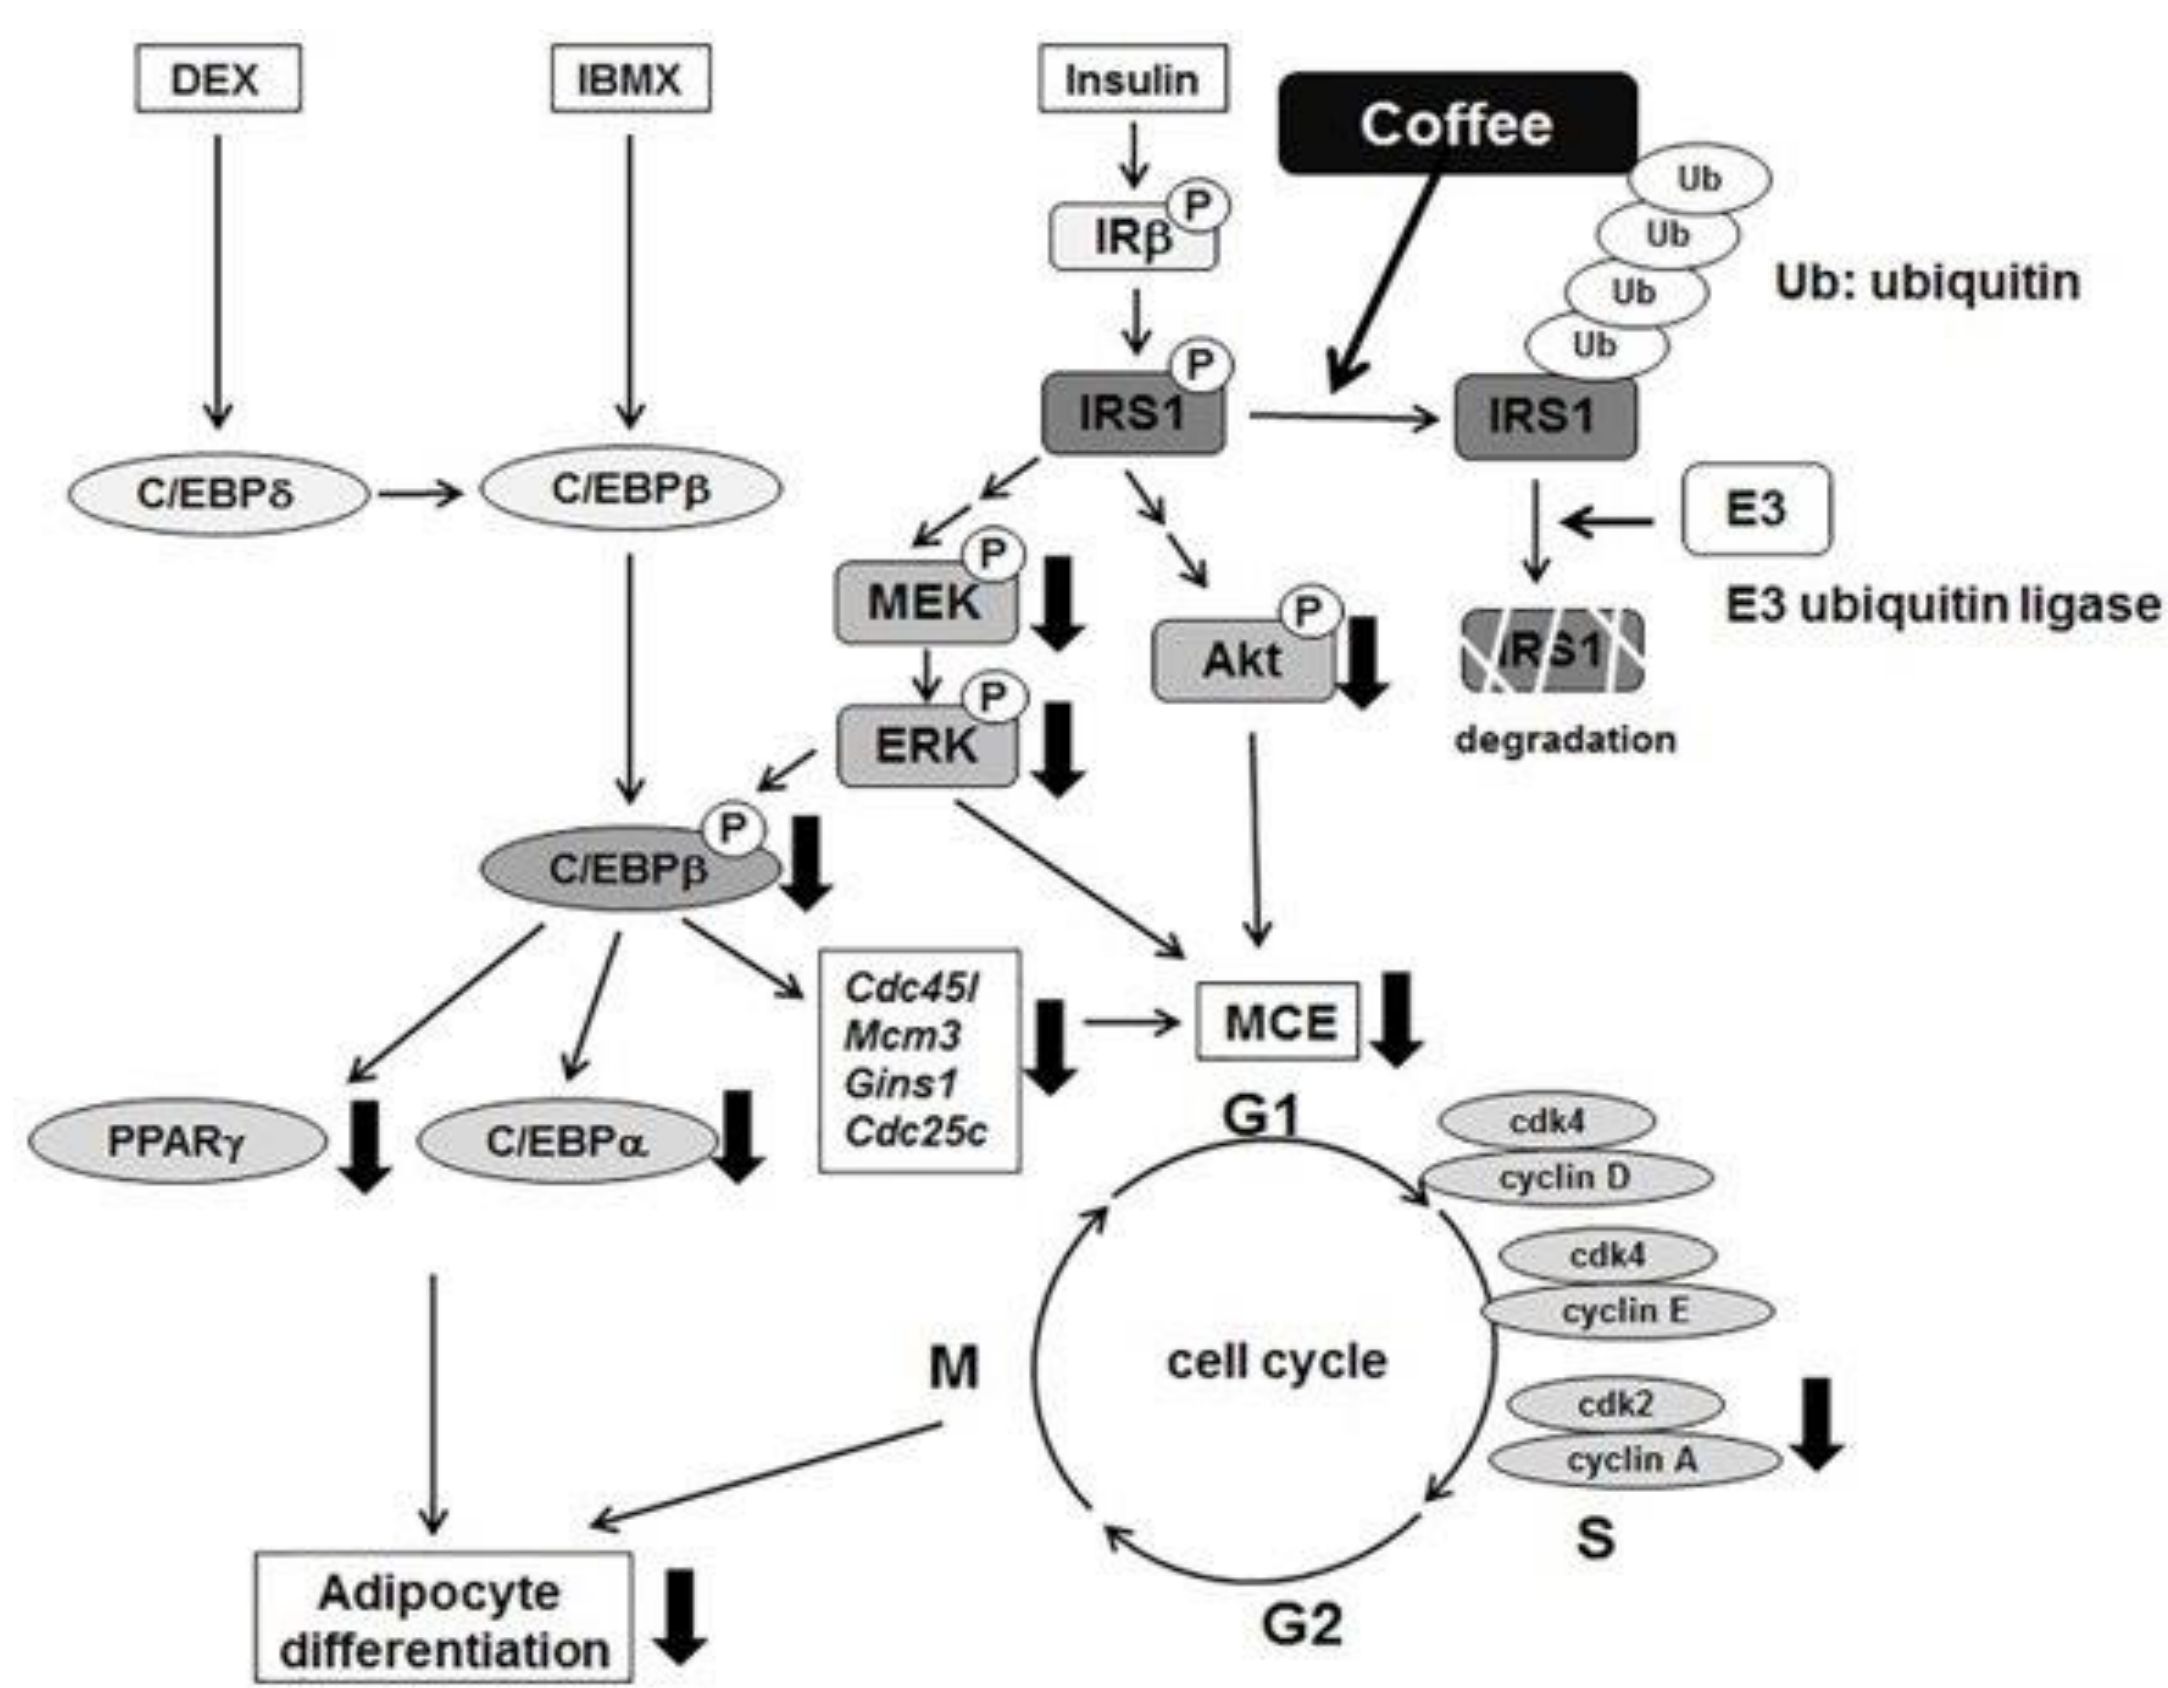 DEX
IBMX
Insulin
Coffee
Ub
Ub
Ub
Ub
Ub: ubiquitin
P
IRβ
P
IRS1
IRS1
C/EBPδ
C/EBPβ
E3
E3 ubiquitin ligase
P
MEK
P
Akt
IRS1
degradation
P
ERK
P
C/EBPβ
Cdc45l
Mcm3
Gins1
Cdc25c
MCE
PPARγ
C/EBPα
G1
cdk4
cyclin D
cdk4
cyclin E
cell cycle
M
cdk2
cyclin A
S
G2
Adipocyte
differentiation